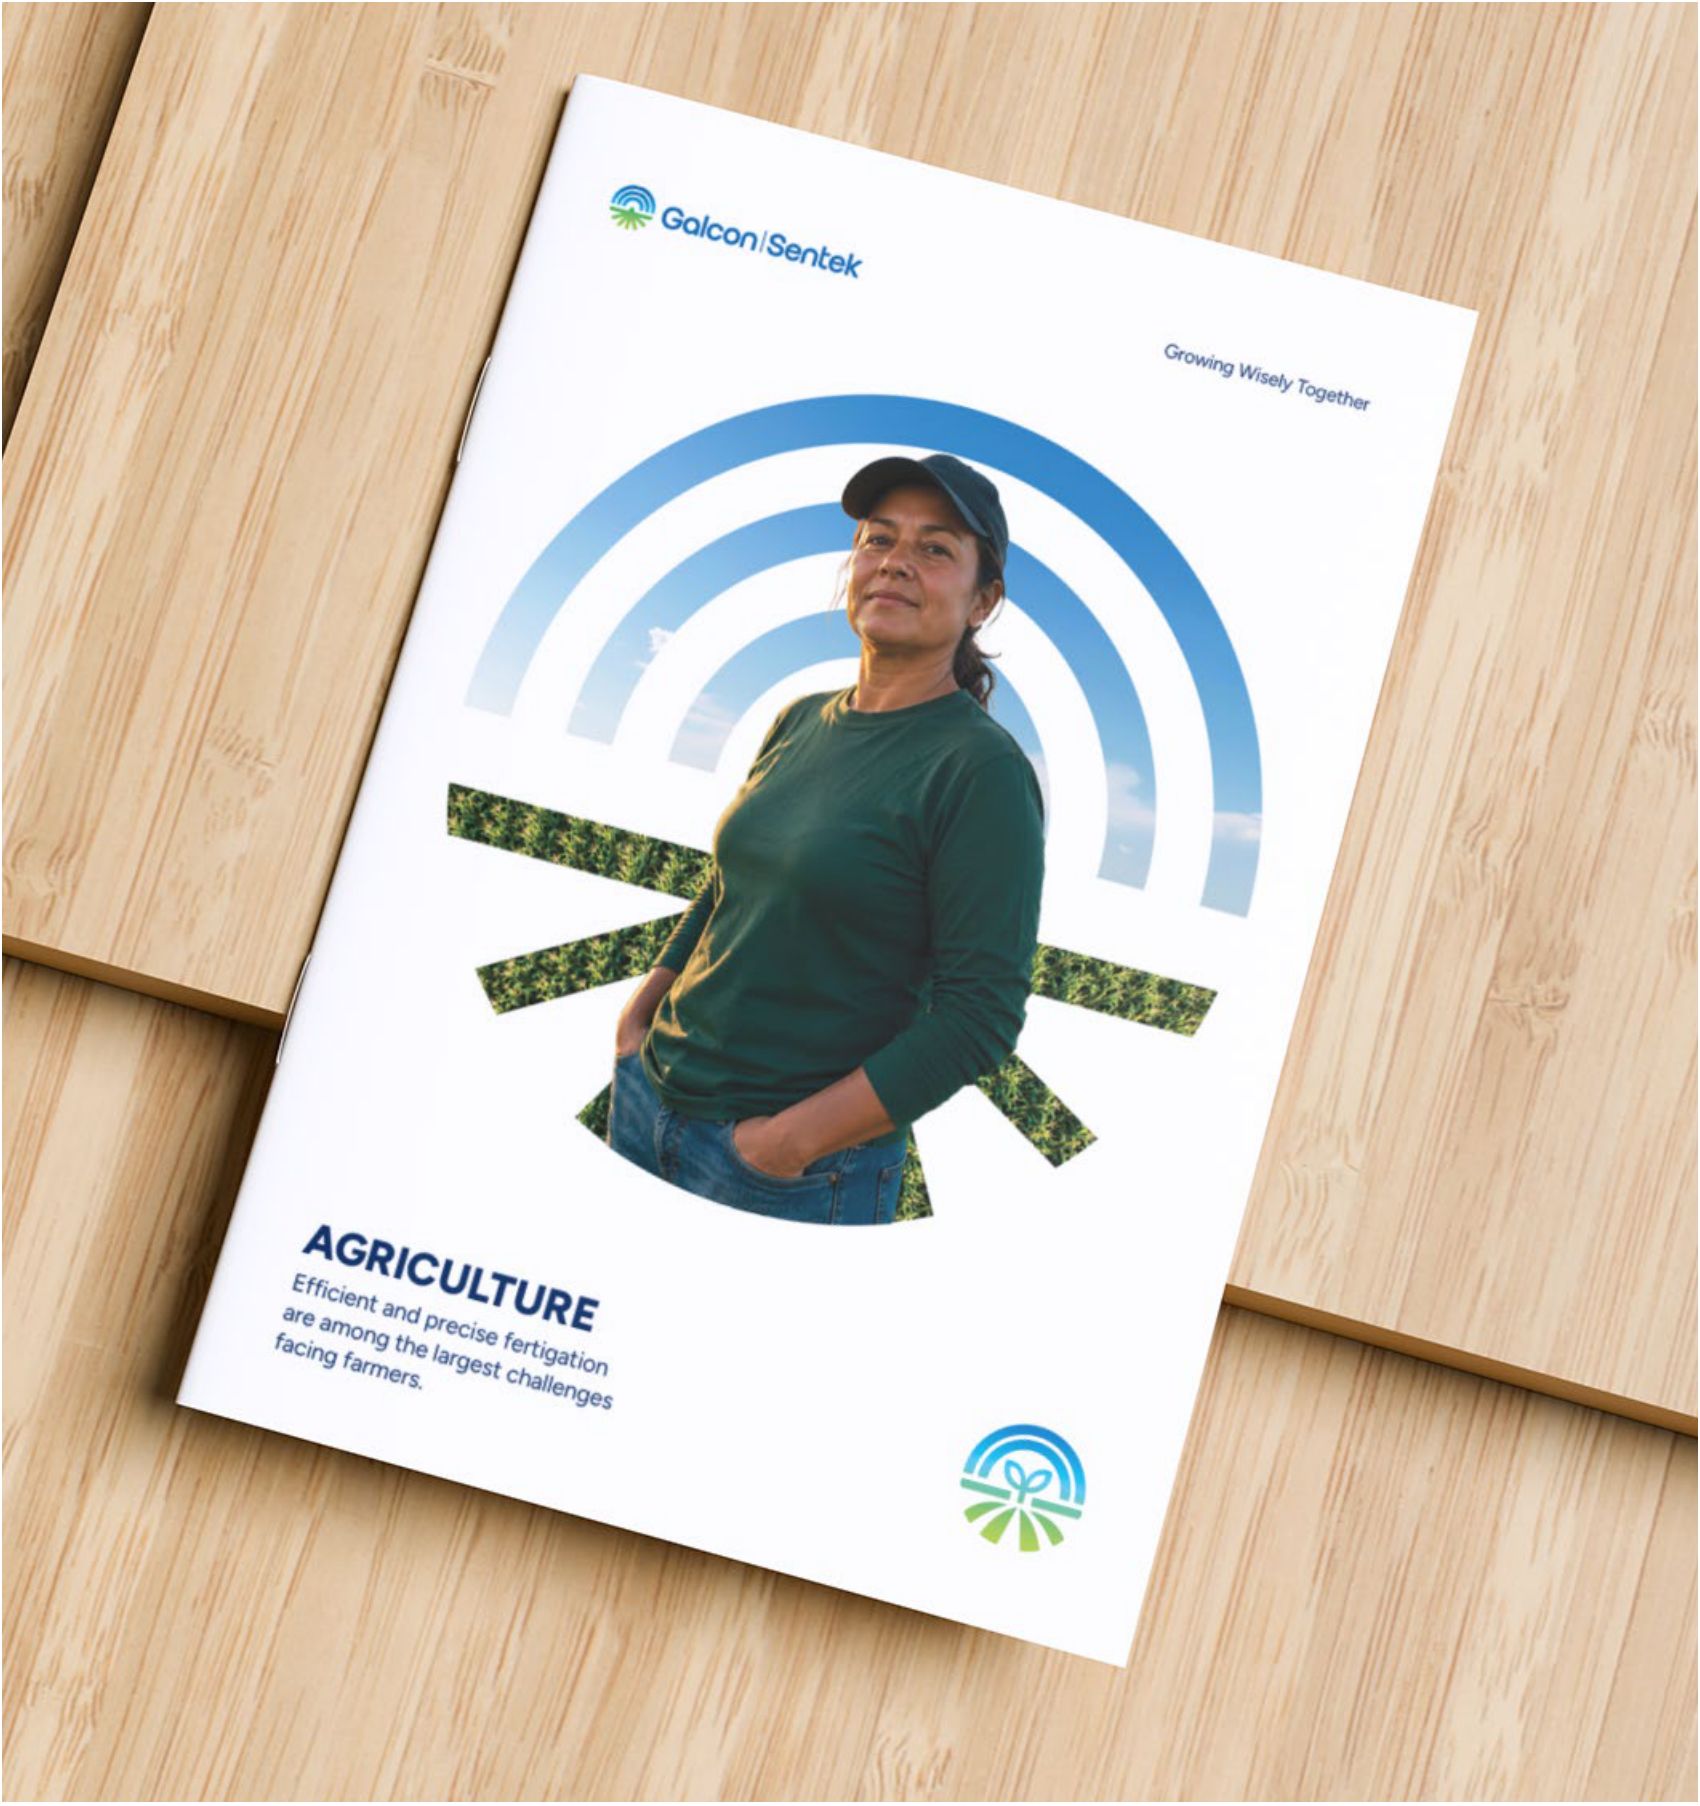 Galcon|Sentek
Growing Wisely Together
AGRICULTURE
Efficient and precise fertigation
are among the largest challenges
facing farmers.